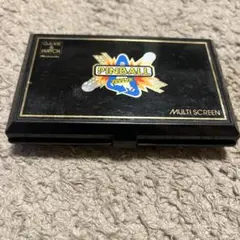 GAME &
WATCH
PINBALL
MULTI SCREEN